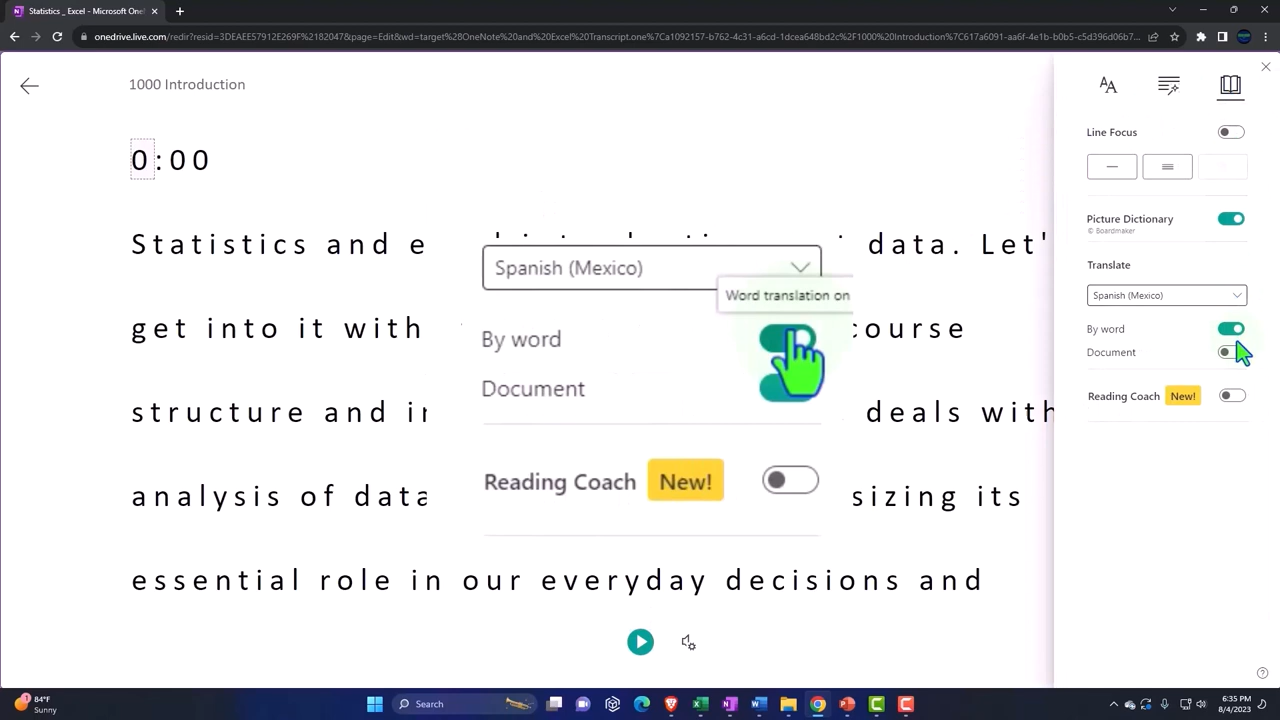 Statistics _ Excel - Microsoft Onel
onedrive.live.com/redir?resid=3DEAEE57912E269F%2182047&page=Edit&wd=target%28OneNote%20and%20Excel%20Transcript.one%7Ca1092157-b762-4c31-a6cd-1dcea648bd2c%2F1000%20Introduction%7C617a6091-a6af-4e1b-b0b5-c5d396d06b7...
1000 Introduction
0:00
Statistics and e data. Let'
get into it with course
structure and ir deals with
analysis of data sizing its
essential role in our everyday decisions and
Spanish (Mexico)
Word translation on
By word
Document
Reading Coach New!
Line Focus
Picture Dictionary
© Boardmaker
Translate
Spanish (Mexico)
By word
Document
Reading Coach New!
84°F
Sunny
Search
6:35 PM
8/4/2023